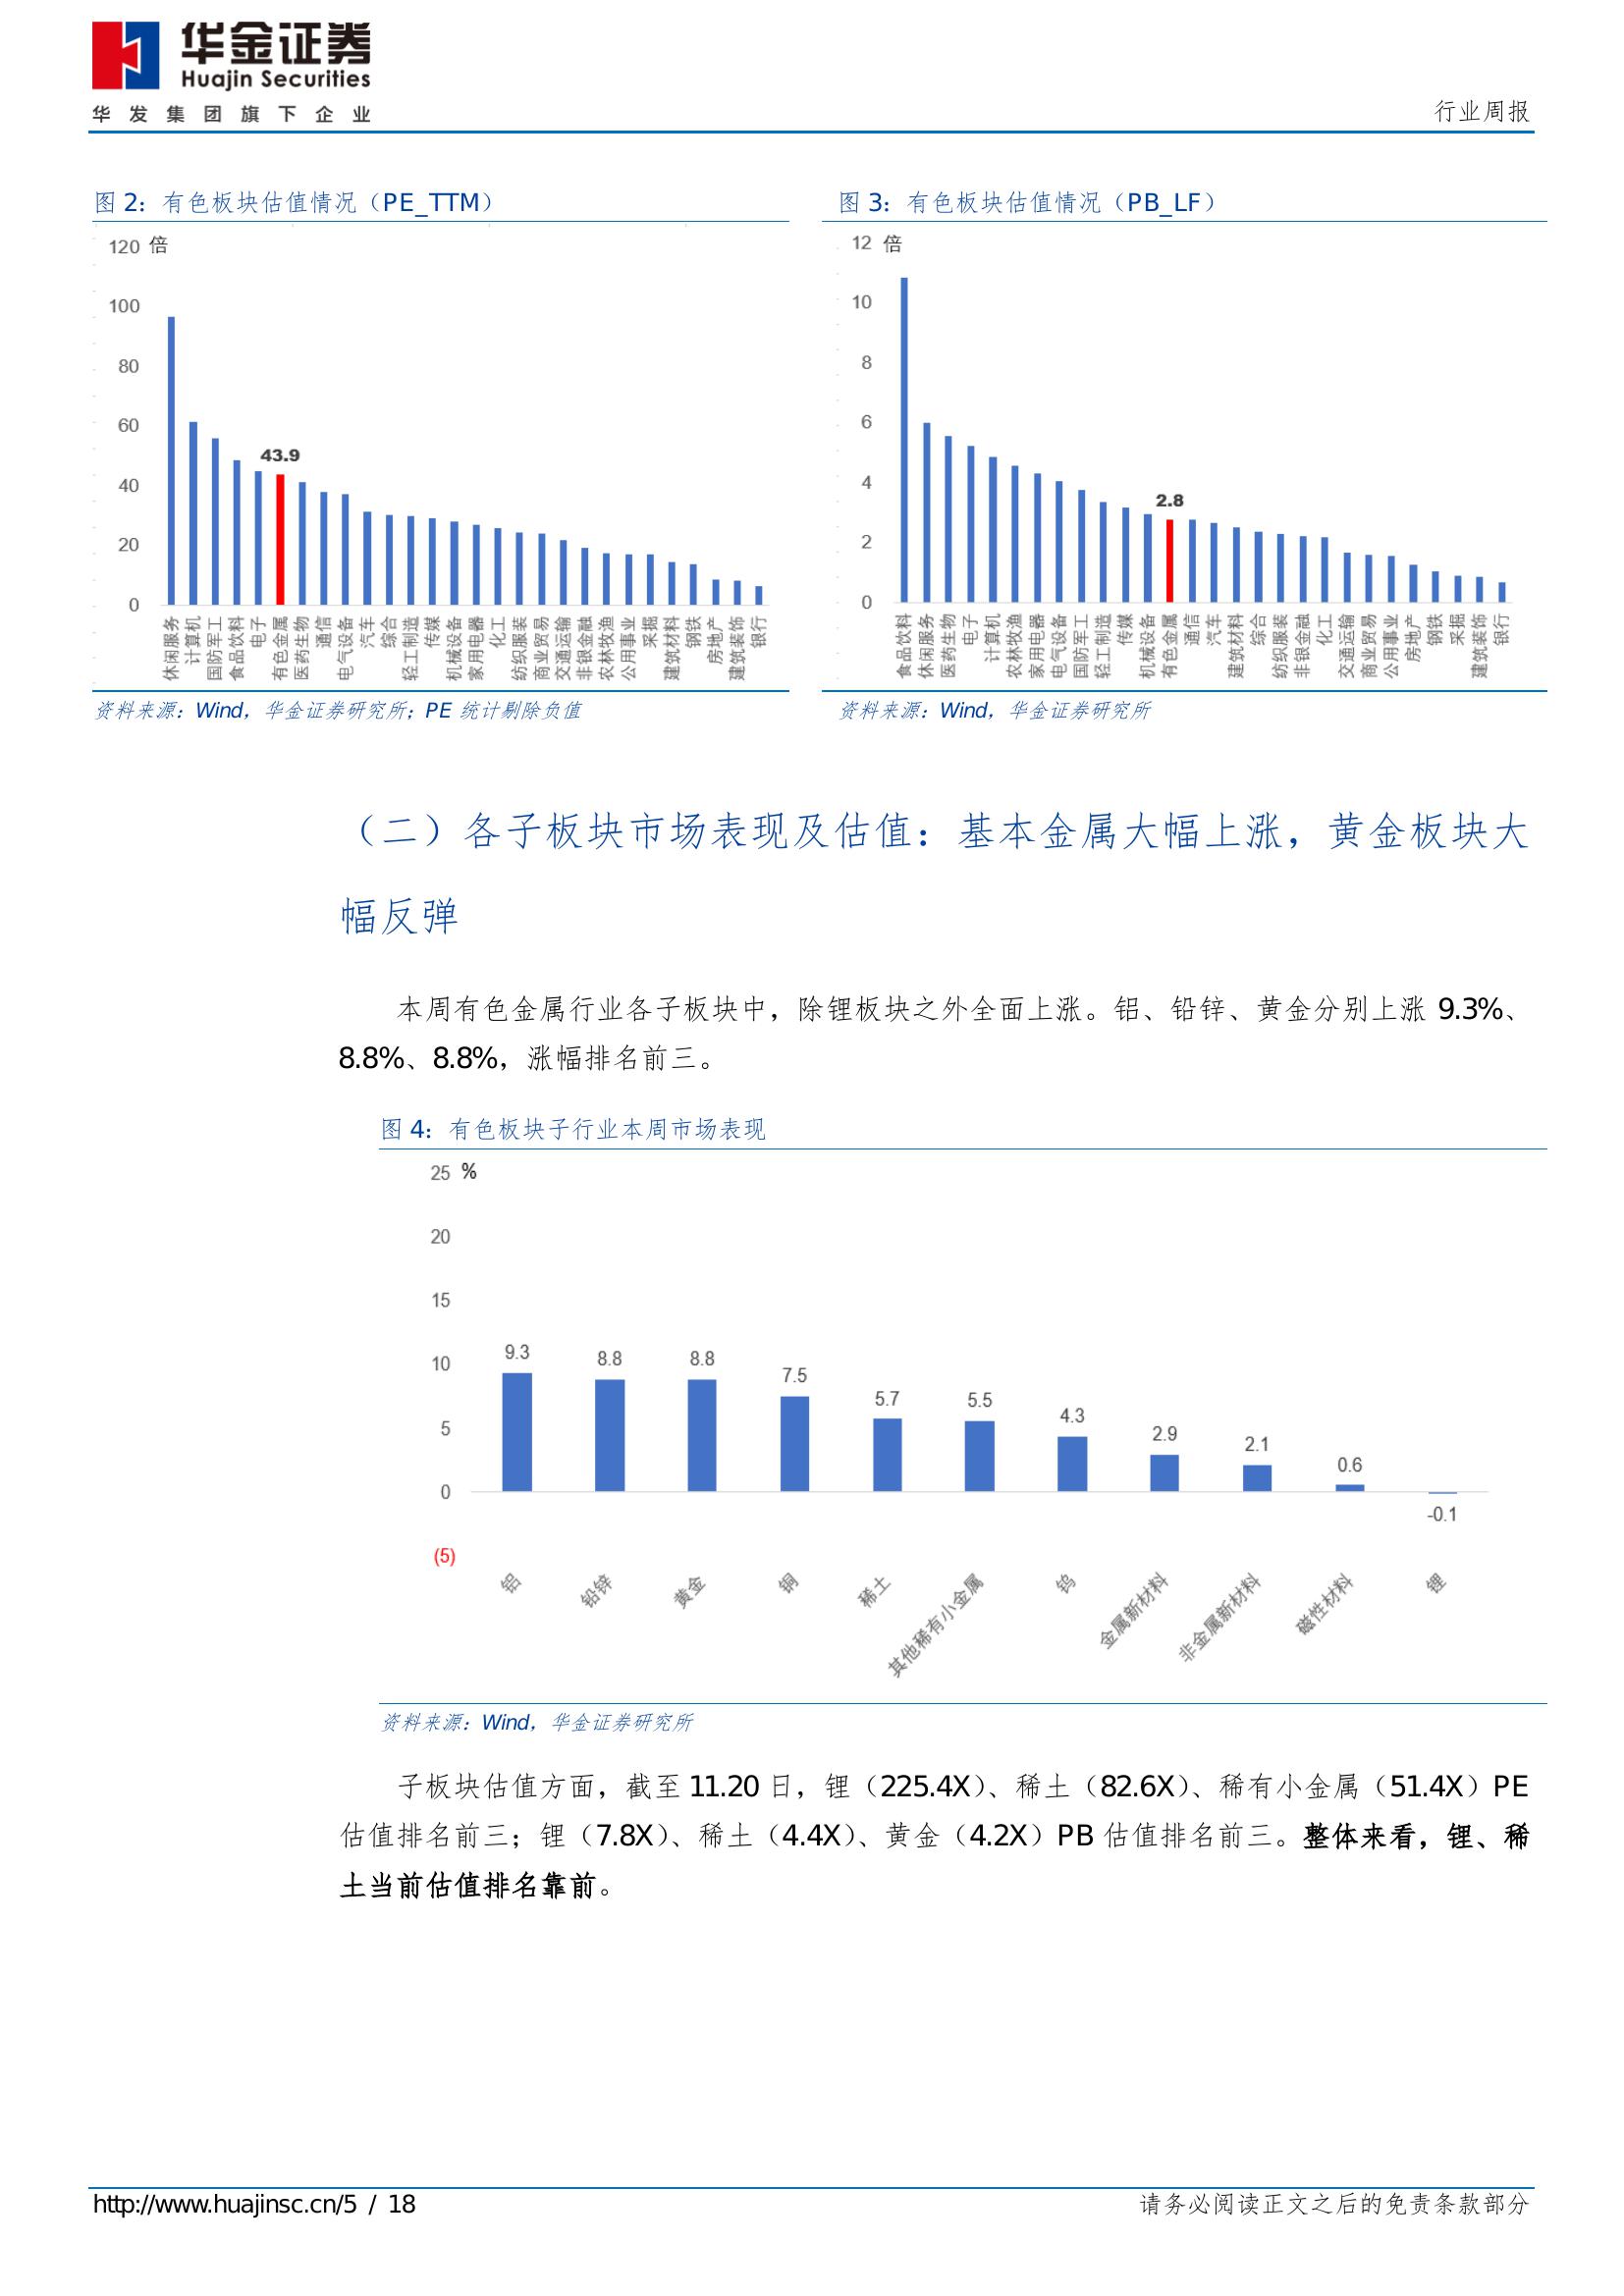 华金证券
Huajin Securities
华发集团旗下企业
行业周报
图 2：有色板块估值情况（PE_TTM）
120 倍
100
80
60
40
20
0
43.9
休闲服务
计算机
国防军工
食品饮料
电子
有色金属
医药生物
通信
电气设备
汽车
综合
轻工制造
传媒
机械设备
家用电器
化工
纺织服装
商业贸易
交通运输
非银金融
农林牧渔
公用事业
采掘
建筑材料
钢铁
房地产
建筑装饰
银行
资料来源：Wind，华金证券研究所；PE 统计剔除负值
图 3：有色板块估值情况（PB_LF）
12 倍
10
8
6
4
2
0
2.8
食品饮料
休闲服务
医药生物
电子
计算机
农林牧渔
家用电器
电气设备
国防军工
轻工制造
传媒
机械设备
有色金属
通信
汽车
建筑材料
综合
纺织服装
非银金融
化工
交通运输
商业贸易
公用事业
房地产
钢铁
采掘
建筑装饰
银行
资料来源：Wind，华金证券研究所
（二）各子板块市场表现及估值：基本金属大幅上涨，黄金板块大
幅反弹
本周有色金属行业各子板块中，除锂板块之外全面上涨。铝、铅锌、黄金分别上涨 9.3%、
8.8%、8.8%，涨幅排名前三。
图 4：有色板块子行业本周市场表现
25 %
20
15
10
5
0
(5)
9.3
8.8
8.8
7.5
5.7
5.5
4.3
2.9
2.1
0.6
-0.1
铝
铅锌
黄金
铜
稀土
其他稀有小金属
钨
金属新材料
非金属新材料
磁性材料
锂
资料来源：Wind，华金证券研究所
子板块估值方面，截至 11.20 日，锂（225.4X）、稀土（82.6X）、稀有小金属（51.4X）PE
估值排名前三；锂（7.8X）、稀土（4.4X）、黄金（4.2X）PB 估值排名前三。整体来看，锂、稀
土当前估值排名靠前。
http://www.huajinsc.cn/5 / 18
请务必阅读正文之后的免责条款部分